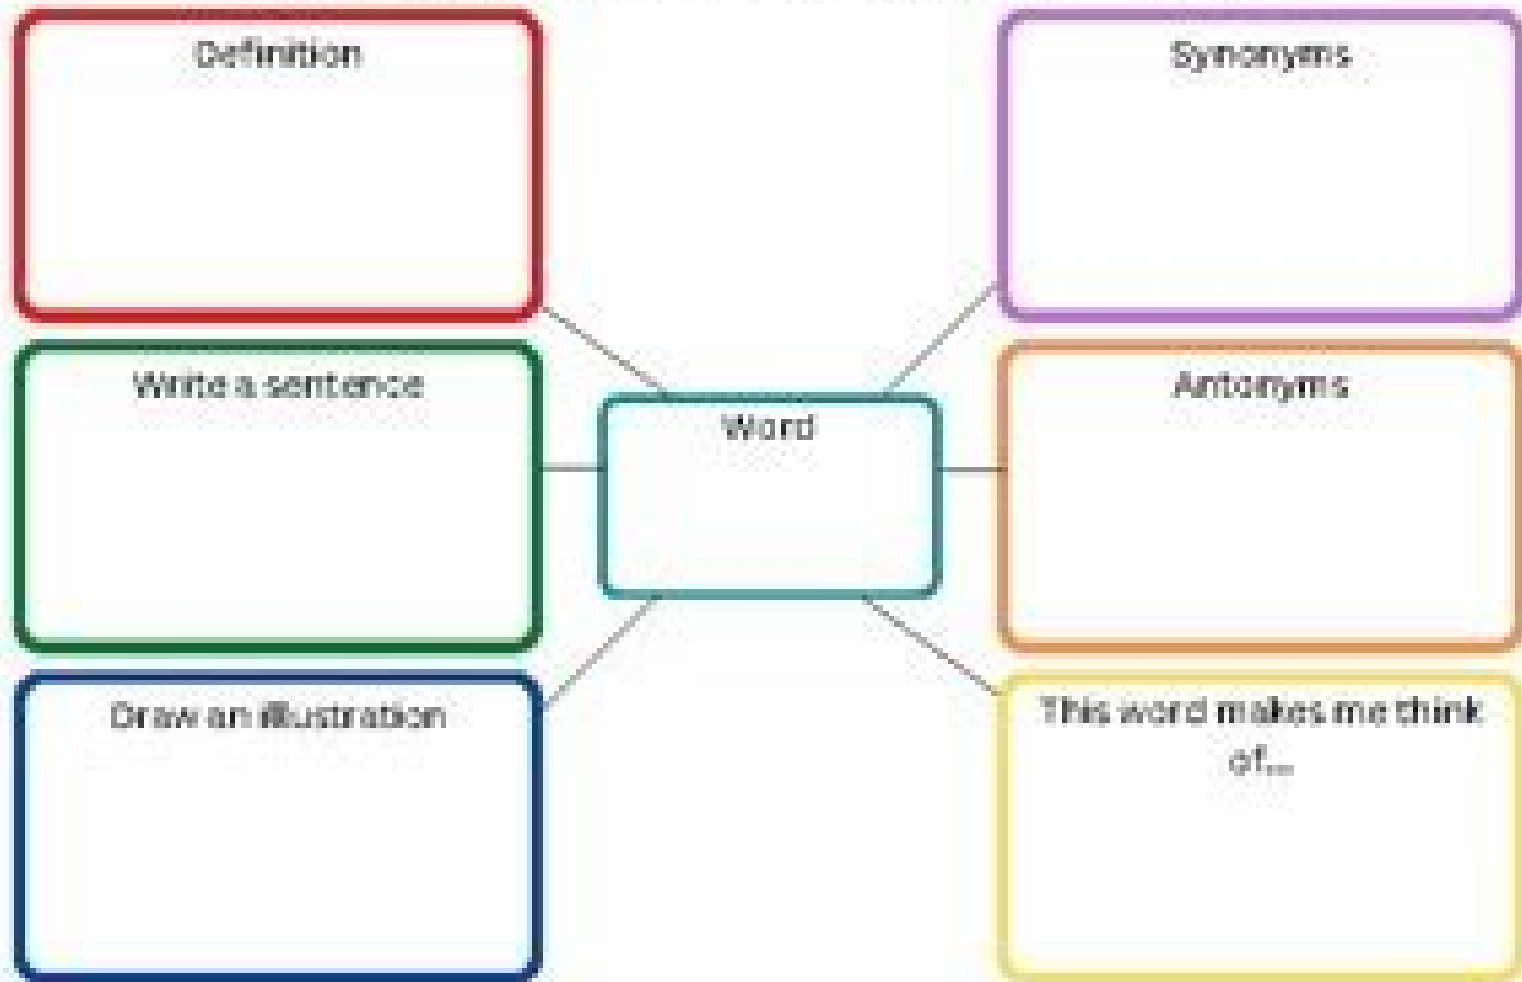 Definition
Synonyms
Write a sentence
Antonyms
Word
Draw an illustration
This word makes me think
of...